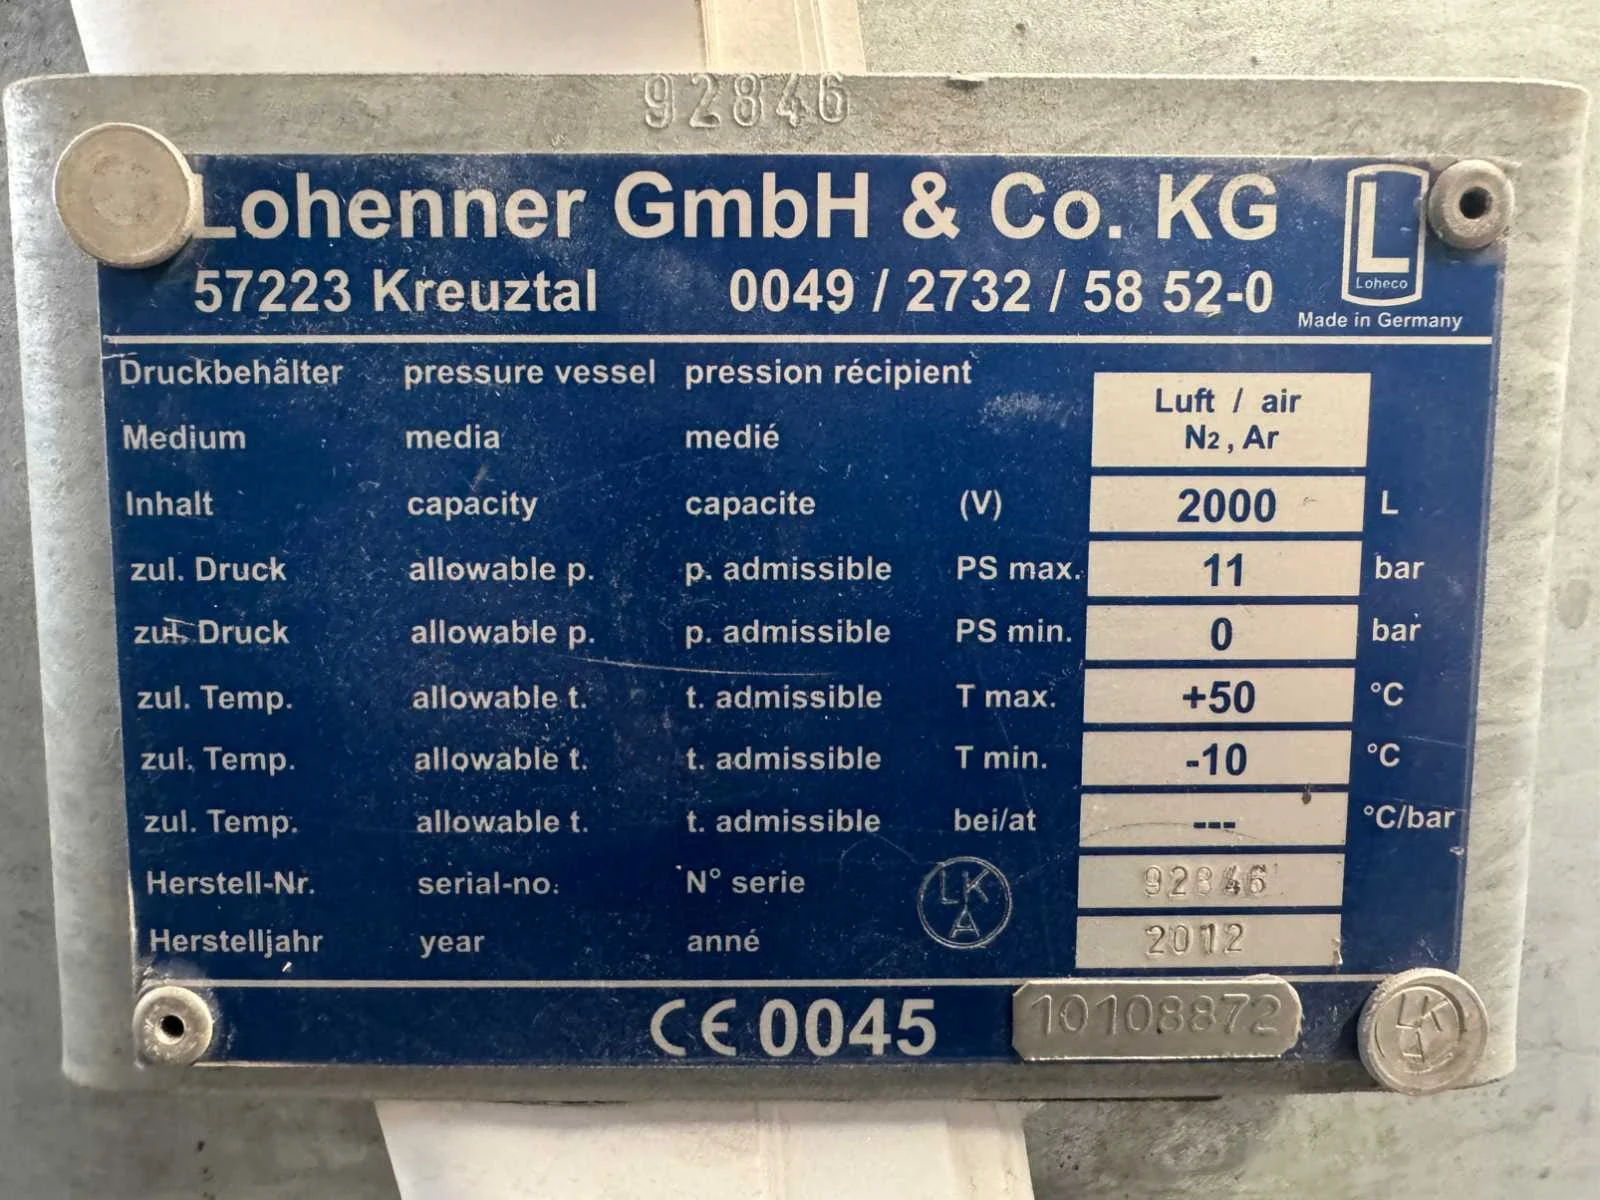 92846
Lohenner GmbH & Co. KG
L
Loheco
57223 Kreuztal 0049 / 2732 / 58 52-0
Made in Germany
Druckbehälter pressure vessel pression récipient
Luft / air
Medium media medié N2, Ar
Inhalt capacity capacite (V) 2000 L
zul. Druck allowable p. p. admissible PS max. 11 bar
zul. Druck allowable p. p. admissible PS min. 0 bar
zul. Temp. allowable t. t. admissible T max. +50 °C
zul. Temp. allowable t. t. admissible T min. -10 °C
zul. Temp. allowable t. t. admissible bei/at --- °C/bar
Herstell-Nr. serial-no. N° serie 92846
LK
A
Herstelljahr year anné 2012
CE 0045 10108872
LK
A